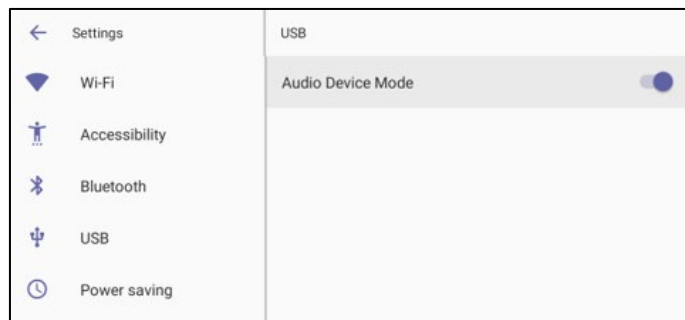 Settings
Wi-Fi
Accessibility
Bluetooth
USB
Power saving
USB
Audio Device Mode